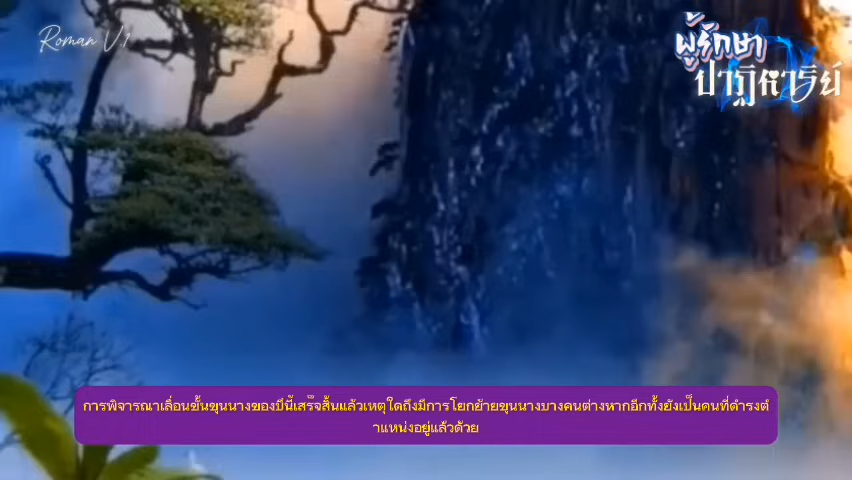 Roman V.1
ผู้รักษา
ปาฏิหาริย์
การพิจารณาเลื่อนขั้นขุนนางของปีนี้เสร็จสิ้นแล้วเหตุใดถึงมีการโยกย้ายขุนนางบางคนต่างหากอีกทั้งยังเป็นคนที่ดำรงตำ
ำแหน่งอยู่แล้วด้วย